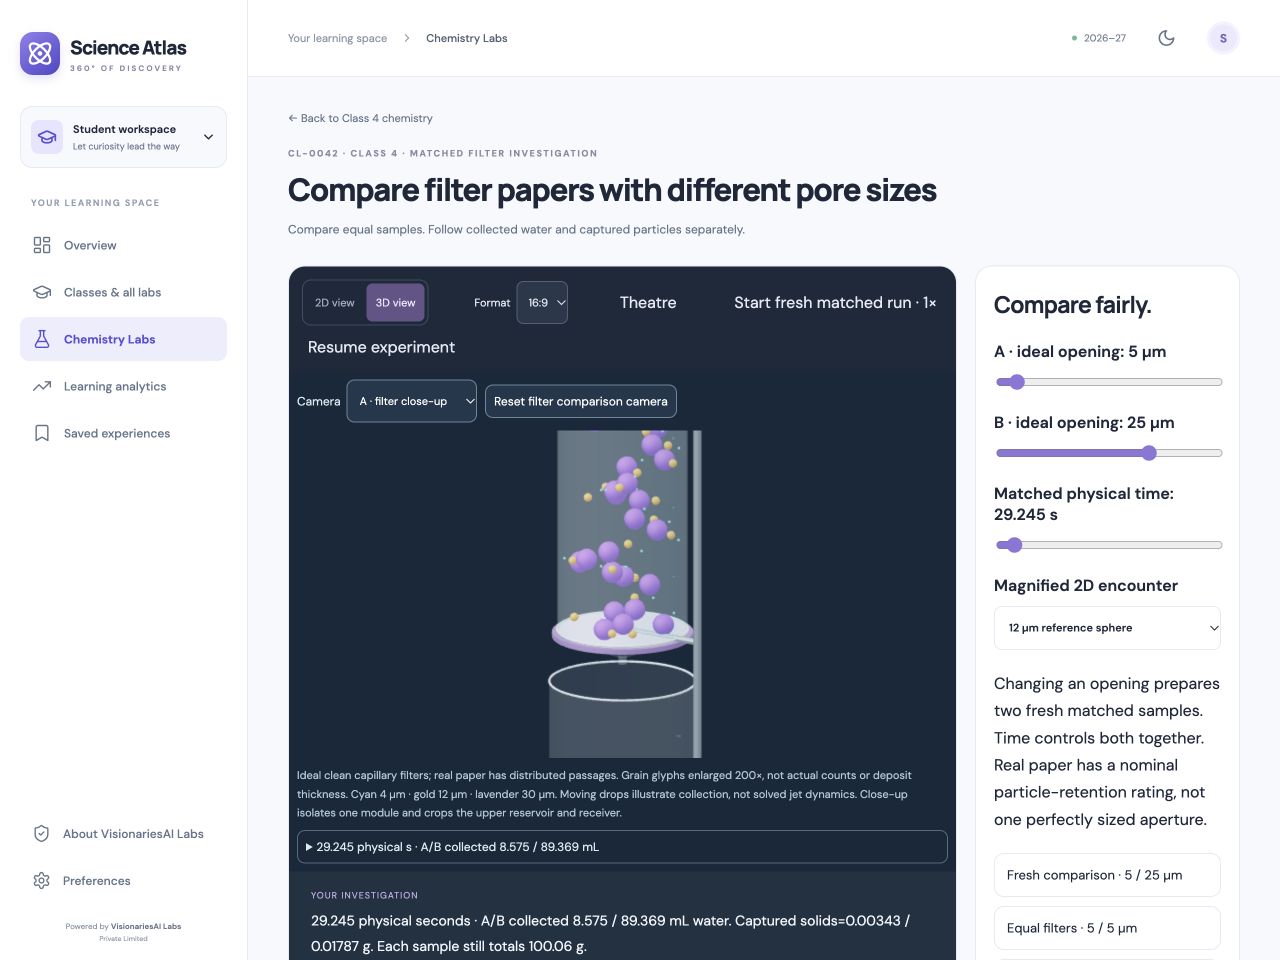 Science Atlas
360° OF DISCOVERY
Student workspace
Let curiosity lead the way
YOUR LEARNING SPACE
Overview
Classes & all labs
Chemistry Labs
Learning analytics
Saved experiences
About VisionariesAI Labs
Preferences
Powered by VisionariesAI Labs
Private Limited
Your learning space
Chemistry Labs
2026–27
S
← Back to Class 4 chemistry
CL-0042 · CLASS 4 · MATCHED FILTER INVESTIGATION
Compare filter papers with different pore sizes
Compare equal samples. Follow collected water and captured particles separately.
2D view
3D view
Format
16:9
Theatre
Start fresh matched run · 1×
Resume experiment
Camera
A · filter close-up
Reset filter comparison camera
Ideal clean capillary filters; real paper has distributed passages. Grain glyphs enlarged 200×, not actual counts or deposit
thickness. Cyan 4 µm · gold 12 µm · lavender 30 µm. Moving drops illustrate collection, not solved jet dynamics. Close-up
isolates one module and crops the upper reservoir and receiver.
29.245 physical s · A/B collected 8.575 / 89.369 mL
YOUR INVESTIGATION
29.245 physical seconds · A/B collected 8.575 / 89.369 mL water. Captured solids=0.00343 /
0.01787 g. Each sample still totals 100.06 g.
Compare fairly.
A · ideal opening: 5 µm
B · ideal opening: 25 µm
Matched physical time:
29.245 s
Magnified 2D encounter
12 µm reference sphere
Changing an opening prepares
two fresh matched samples.
Time controls both together.
Real paper has a nominal
particle-retention rating, not
one perfectly sized aperture.
Fresh comparison · 5 / 25 µm
Equal filters · 5 / 5 µm